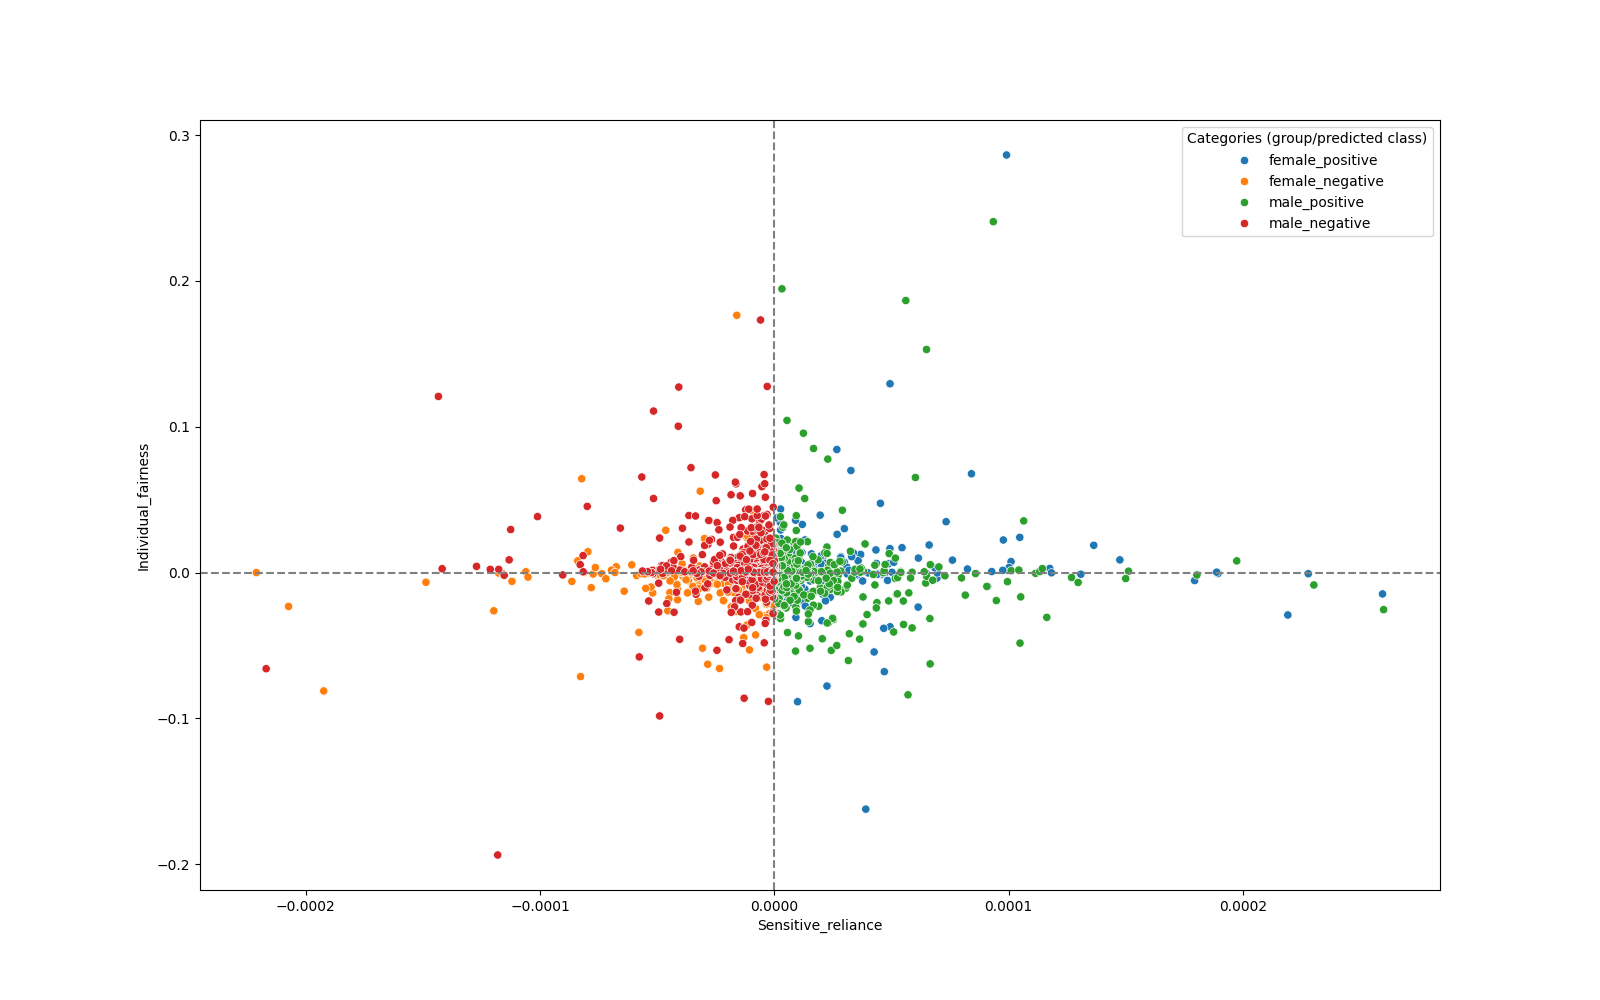 Categories (group/predicted class)
female_positive
female_negative
male_positive
male_negative
0.3
0.2
0.1
0.0
−0.1
−0.2
Individual_fairness
−0.0002
−0.0001
0.0000
0.0001
0.0002
Sensitive_reliance